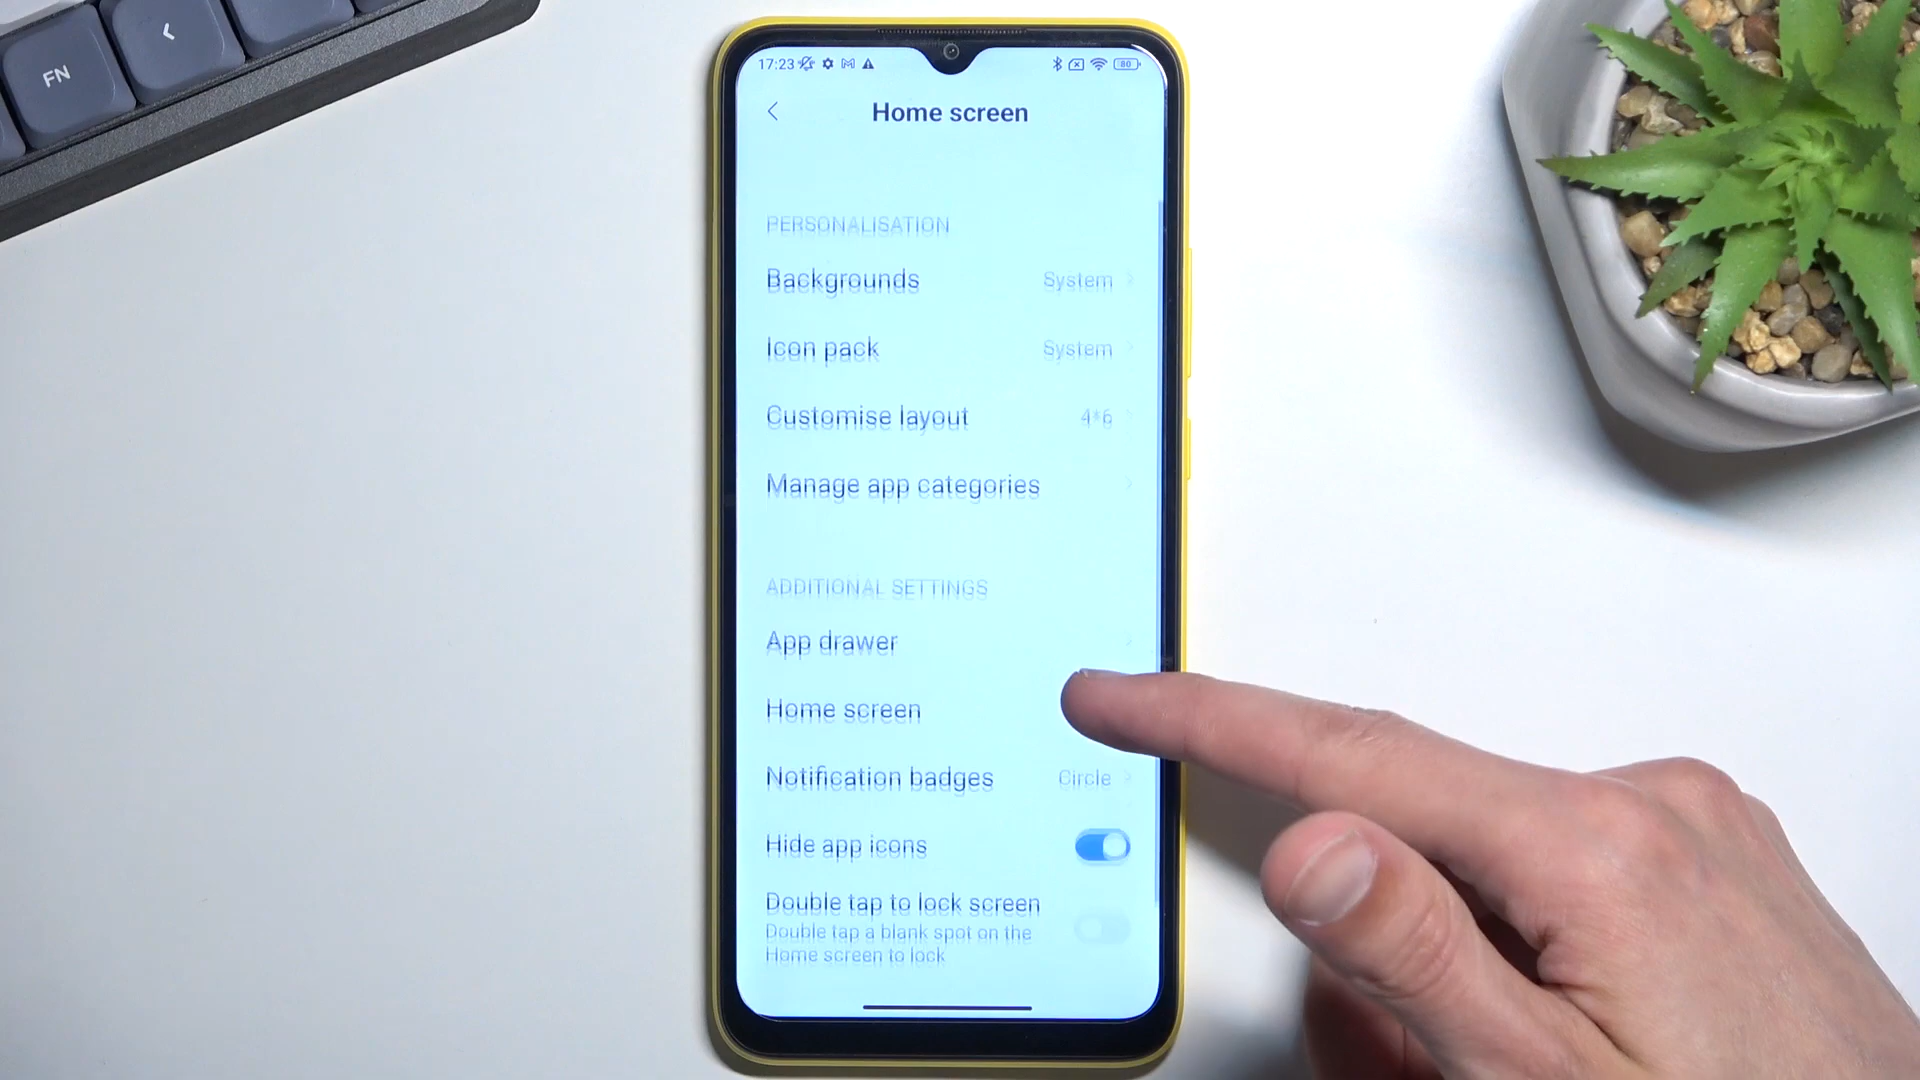 FN
<
17:23
80
Home screen
PERSONALISATION
Backgrounds System
Icon pack System
Customise layout 4*6
Manage app categories
ADDITIONAL SETTINGS
App drawer
Home screen
Notification badges Circle
Hide app icons
Double tap to lock screen
Double tap a blank spot on the
Home screen to lock